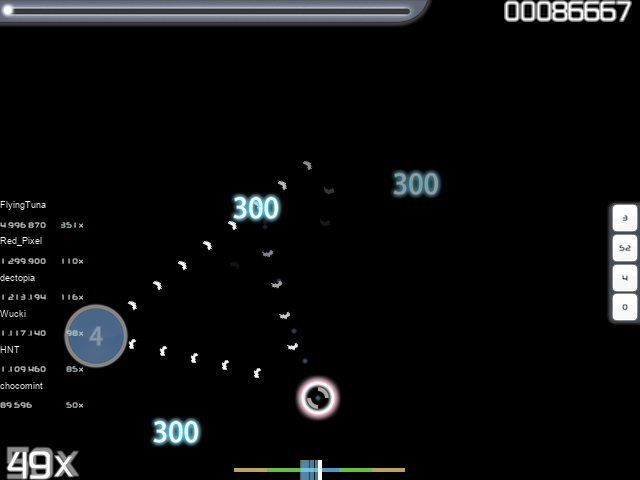 00086667
300
300
FlyingTuna
4 996 870 351x
Red_Pixel
1 299 900 110x
dectopia
1 213 194 116x
Wucki
1 117 140 98x
HNT
1 109 460 85x
chocomint
89 596 50x
4
3
52
4
0
300
49x